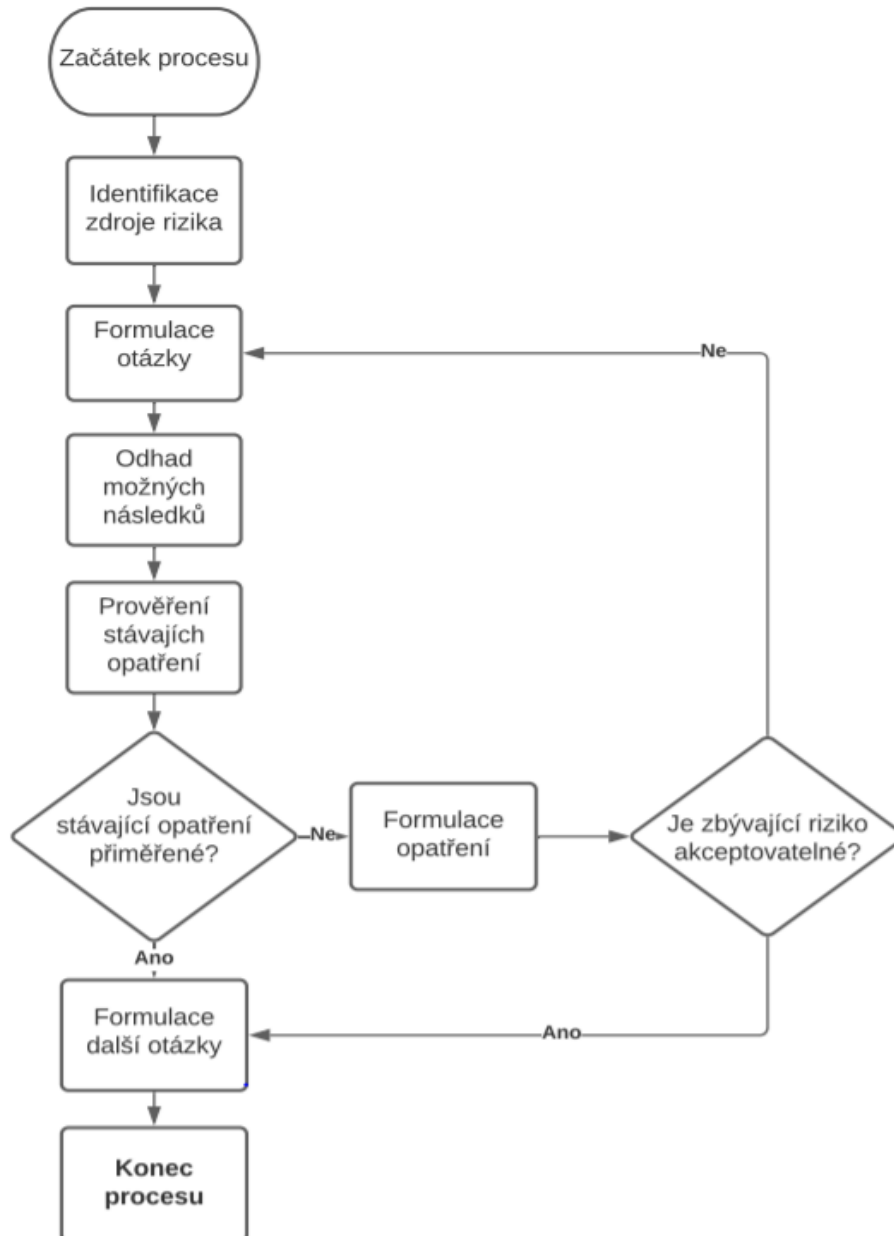 Začátek procesu
Identifikace
zdroje rizika
Formulace
otázky
Ne
Odhad
možných
následků
Prověření
stávajích
opatření
Jsou
stávající opatření
přiměřené?
Ne
Formulace
opatření
Je zbývající riziko
akceptovatelné?
Ano
Formulace
další otázky
Ano
Konec
procesu